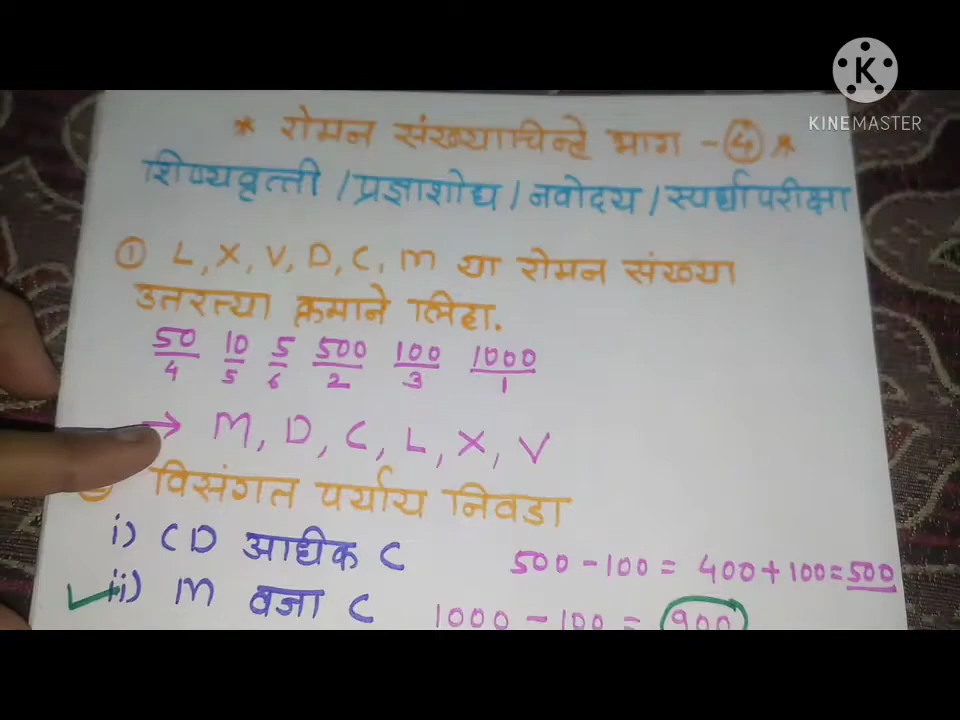 K
KINEMASTER
* रोमन संख्याचिन्हे भाग - ४ *
शिष्यवृत्ती / प्रज्ञाशोध / नवोदय / स्पर्धापरीक्षा
① L, X, V, D, C, M या रोमन संख्या
उतरत्या क्रमाने लिहा.
50 10 5 500 100 1000
4 5 6 2 3 1
→ M, D, C, L, X, V
विसंगत पर्याय निवडा
i) CD आधीक C 500 - 100 = 400 + 100 = 500
✓ ii) M वजा C 1000 - 100 = 900